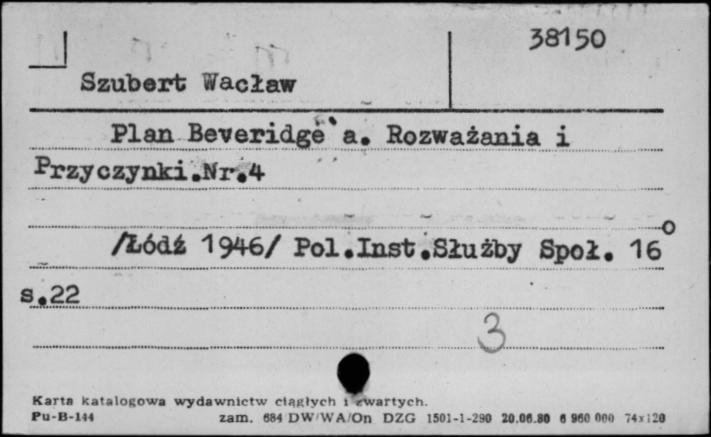 38150
Szubert Wacław
Plan Beveridge`a. Rozważania i
Przyczynki.Nr.4
/Łódź 1946/ Pol.Inst.Służby Społ. 16°
s.22
3
Karta katalogowa wydawnictw ciągłych i zwartych.
Pu-B-144 zam. 684 DW/WA/On DZG 1501-1-290 20.06.80 6 960 000 74x120